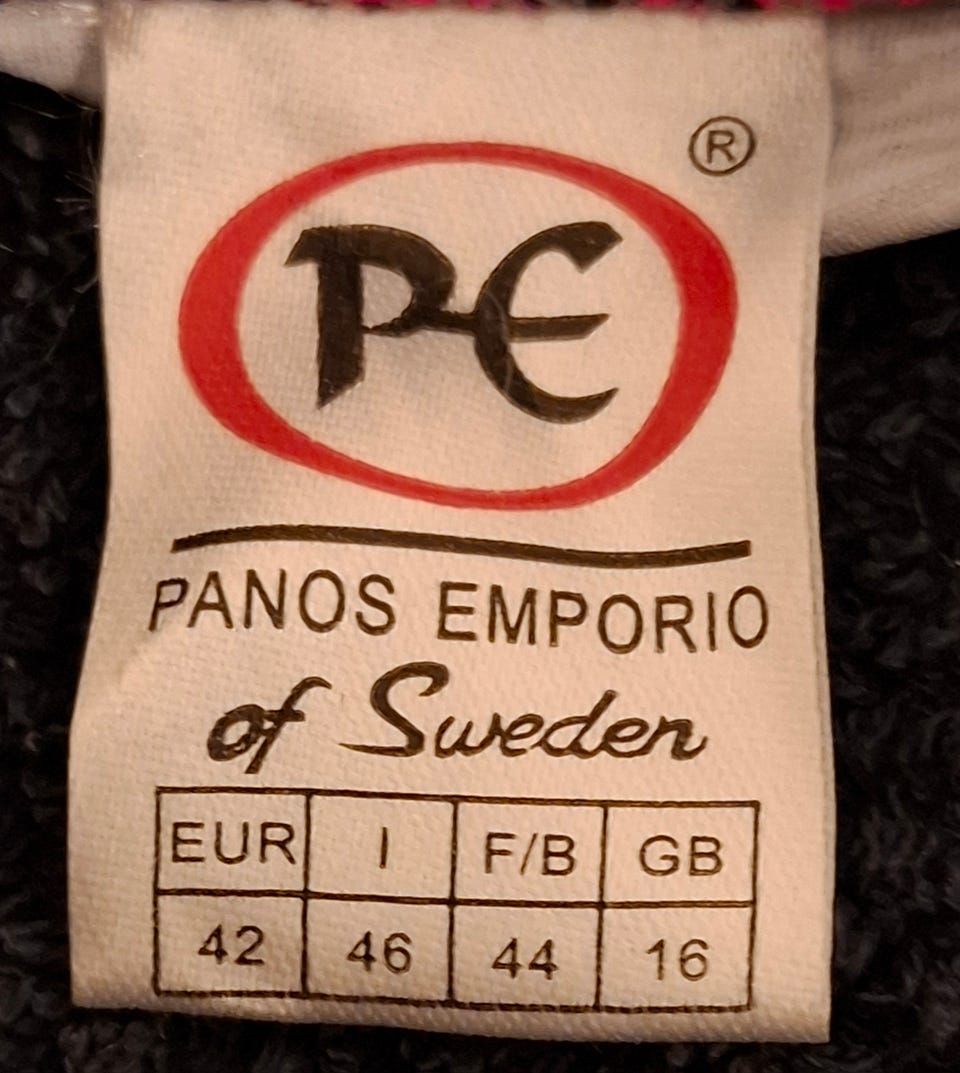 ®
PE
PANOS EMPORIO
of Sweden
EUR I F/B GB
42 46 44 16